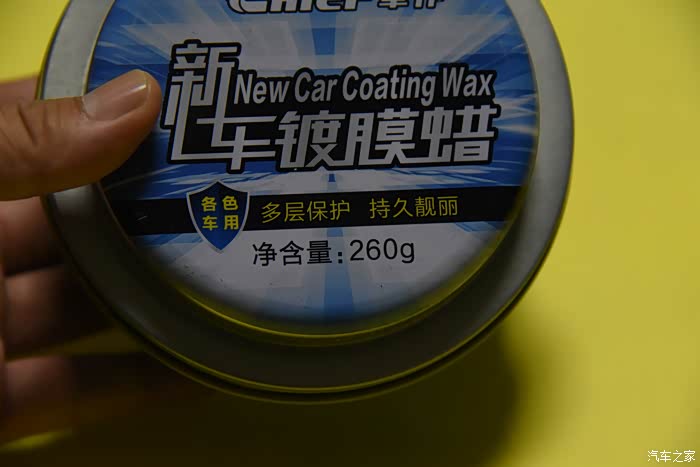 New Car Coating Wax
新车镀膜蜡
各色
车用
多层保护 持久靓丽
净含量:260g
汽车之家